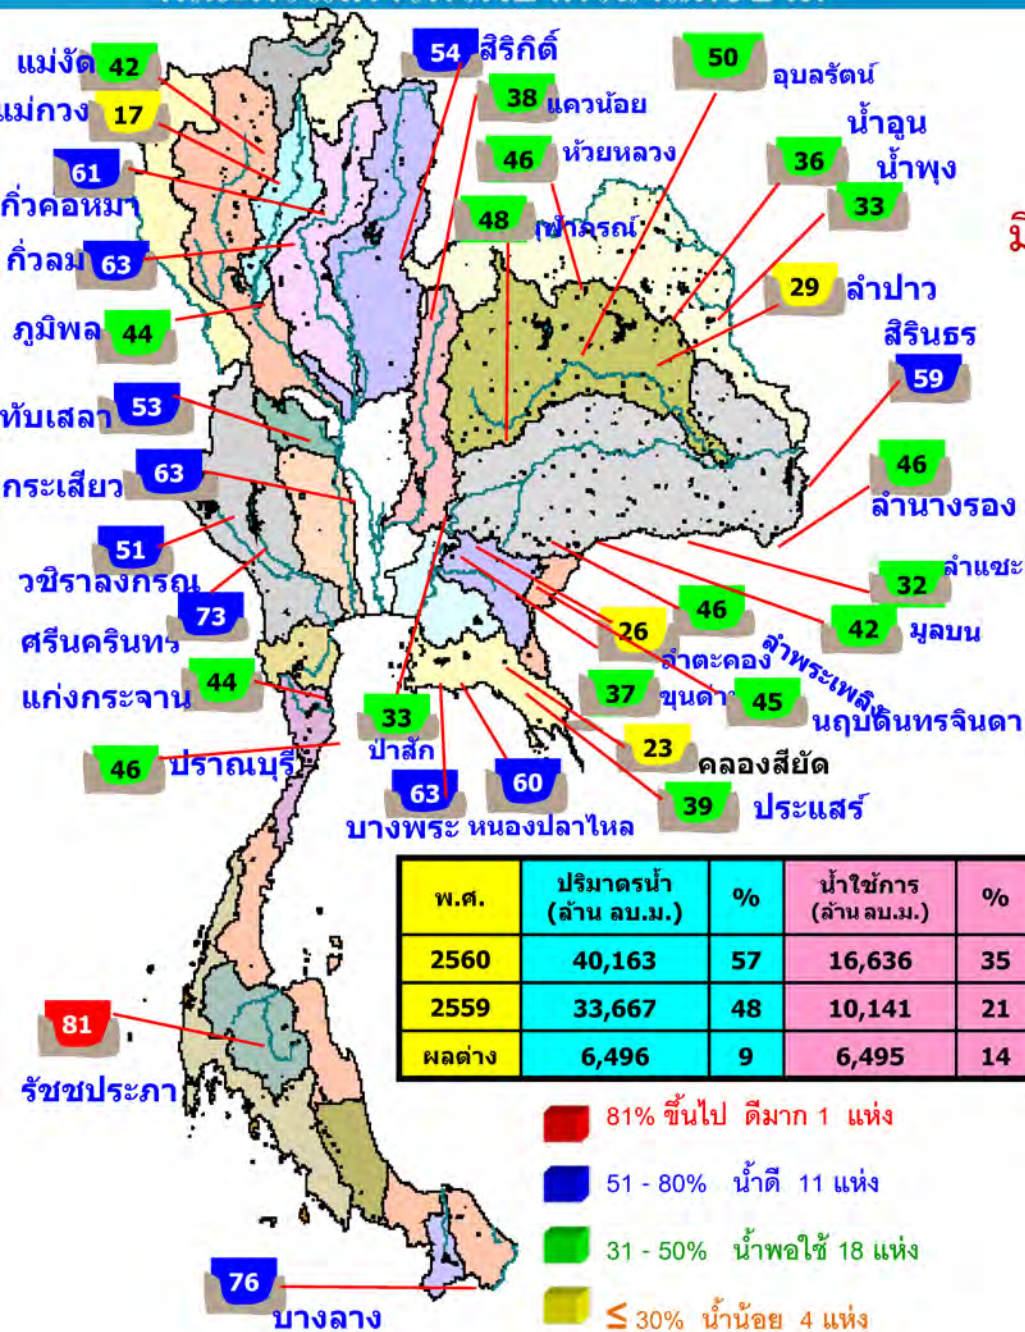 54 สิริกิติ์
50 อุบลรัตน์
แม่งัด 42
38 แควน้อย
แม่กวง 17
น้ำอูน
36
46 ห้วยหลวง
น้ำพุง
33
61
กิ่วคอหมา
48 จุฬาภรณ์
มี
กิ่วลม 63
29 ลำปาว
ภูมิพล 44
สิรินธร
59
ทับเสลา 53
กระเสียว 63
46
ลำนางรอง
51
วชิราลงกรณ
32 ลำแชะ
73
ศรีนครินทร์
26
ลำตะคอง
46
ลำพระเพลิง
42 มูลบน
แก่งกระจาน 44
37
ขุนด่าน
45
นฤบดินทรจินดา
33
ป่าสัก
23
คลองสียัด
46 ปราณบุรี
63
บางพระ
60
หนองปลาไหล
39 ประแสร์
พ.ศ. ปริมาตรน้ำ (ล้าน ลบ.ม.) % น้ำใช้การ (ล้าน ลบ.ม.) %
2560 40,163 57 16,636 35
2559 33,667 48 10,141 21
ผลต่าง 6,496 9 6,495 14
81
รัชชประภา
81% ขึ้นไป ดีมาก 1 แห่ง
51 - 80% น้ำดี 11 แห่ง
31 - 50% น้ำพอใช้ 18 แห่ง
≤ 30% น้ำน้อย 4 แห่ง
76
บางลาง